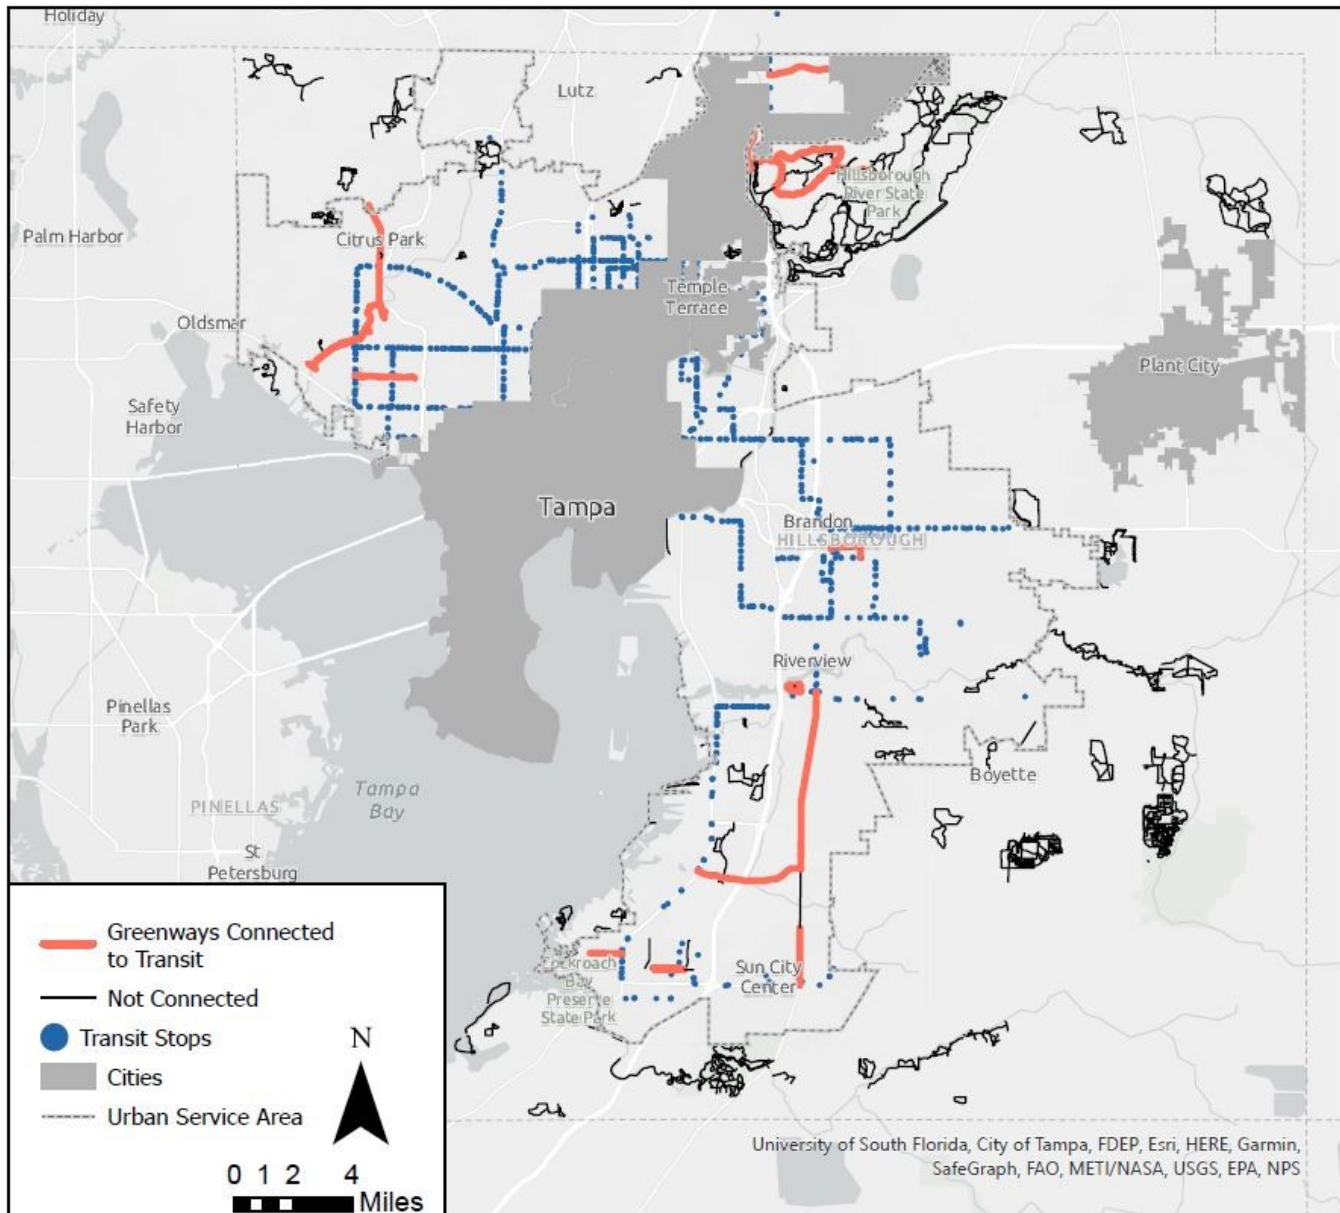 Holiday
Lutz
Hillsborough
River State
Park
Palm Harbor
Citrus Park
Temple
Terrace
Oldsmar
Plant City
Safety
Harbor
Tampa
Brandon
HILLSBOROUGH
Riverview
Pinellas
Park
Boyette
Tampa
Bay
PINELLAS
St
Petersburg
Cockroach
Bay
Preserve
State Park
Sun City
Center
Greenways Connected
to Transit
Not Connected
Transit Stops
Cities
Urban Service Area
N
0 1 2 4
Miles
University of South Florida, City of Tampa, FDEP, Esri, HERE, Garmin,
SafeGraph, FAO, METI/NASA, USGS, EPA, NPS